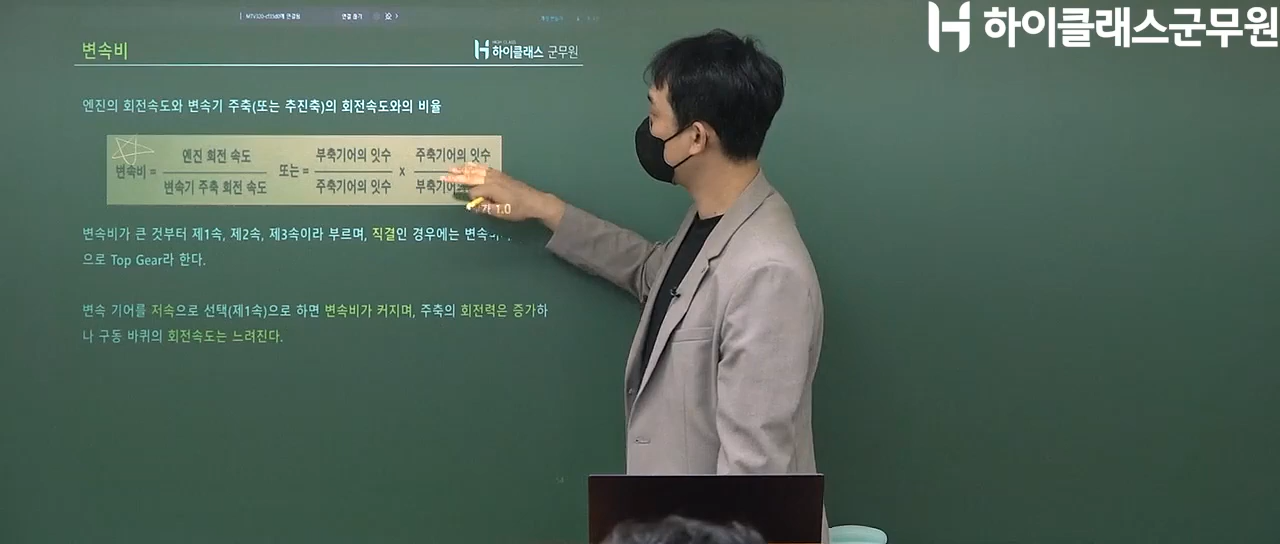 하이클래스군무원
변속비
하이클래스 군무원
엔진의 회전속도와 변속기 주축(또는 추진축)의 회전속도와의 비율
변속비 = 엔진 회전 속도 / 변속기 주축 회전 속도 또는 = 부축기어의 잇수 / 주축기어의 잇수 x 주축기어의 잇수 / 부축기어
변속비가 큰 것부터 제1속, 제2속, 제3속이라 부르며, 직결인 경우에는 1.0
으로 Top Gear라 한다.
변속 기어를 저속으로 선택(제1속)으로 하면 변속비가 커지며, 주축의 회전력은 증가하
나 구동 바퀴의 회전속도는 느려진다.
54